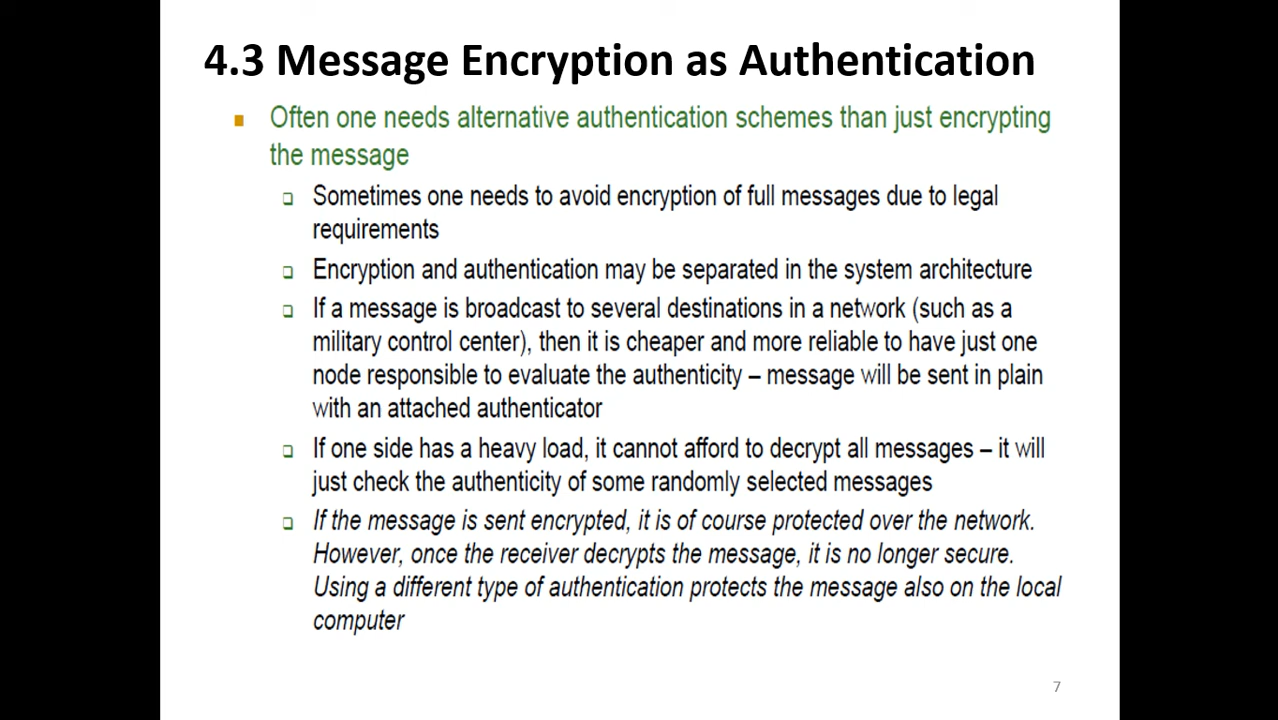 4.3 Message Encryption as Authentication
Often one needs alternative authentication schemes than just encrypting
the message
Sometimes one needs to avoid encryption of full messages due to legal
requirements
Encryption and authentication may be separated in the system architecture
If a message is broadcast to several destinations in a network (such as a
military control center), then it is cheaper and more reliable to have just one
node responsible to evaluate the authenticity – message will be sent in plain
with an attached authenticator
If one side has a heavy load, it cannot afford to decrypt all messages – it will
just check the authenticity of some randomly selected messages
If the message is sent encrypted, it is of course protected over the network.
However, once the receiver decrypts the message, it is no longer secure.
Using a different type of authentication protects the message also on the local
computer
7